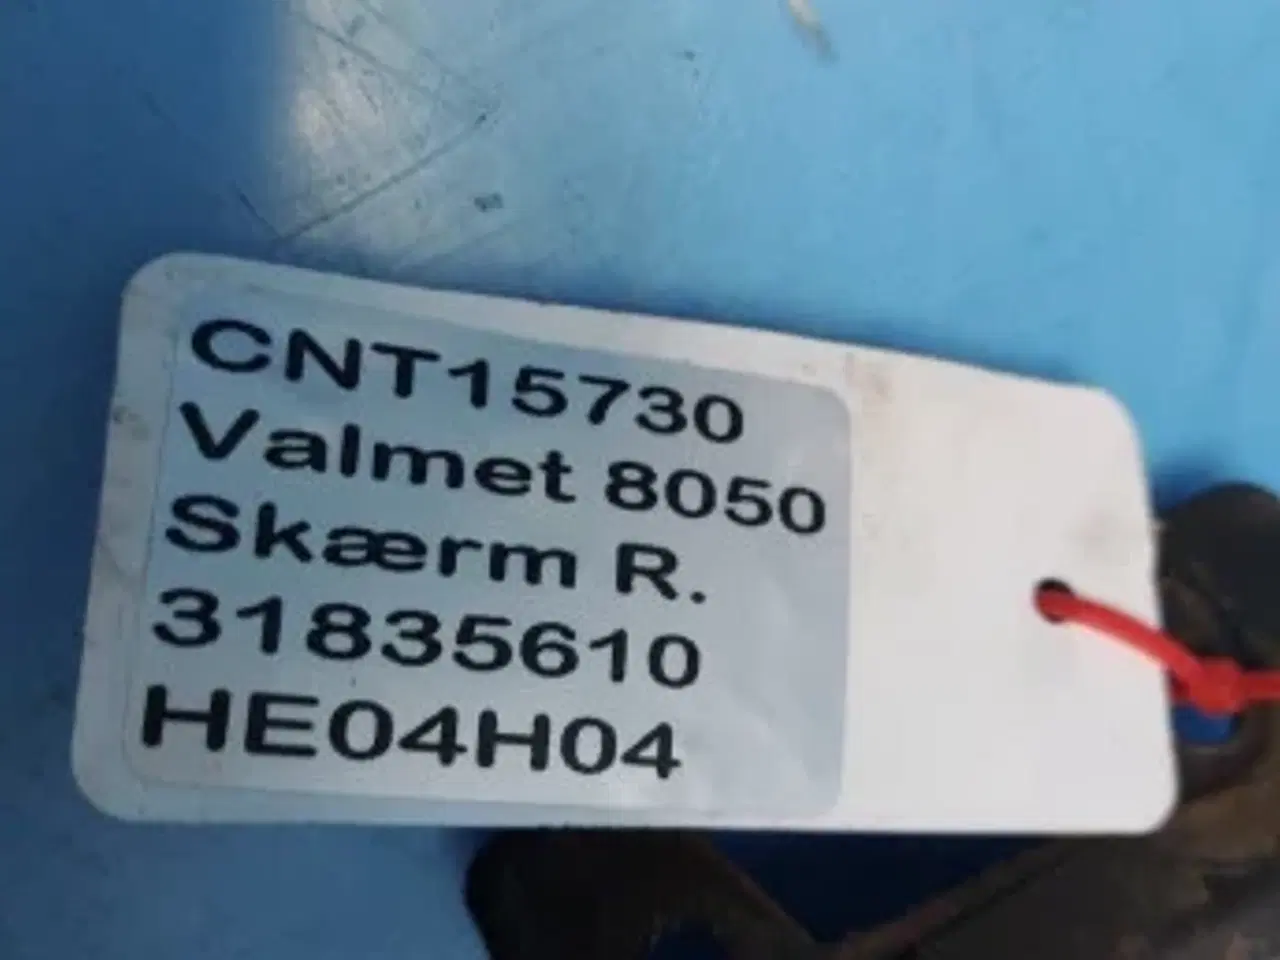 CNT15730
Valmet 8050
Skærm R.
31835610
HE04H04